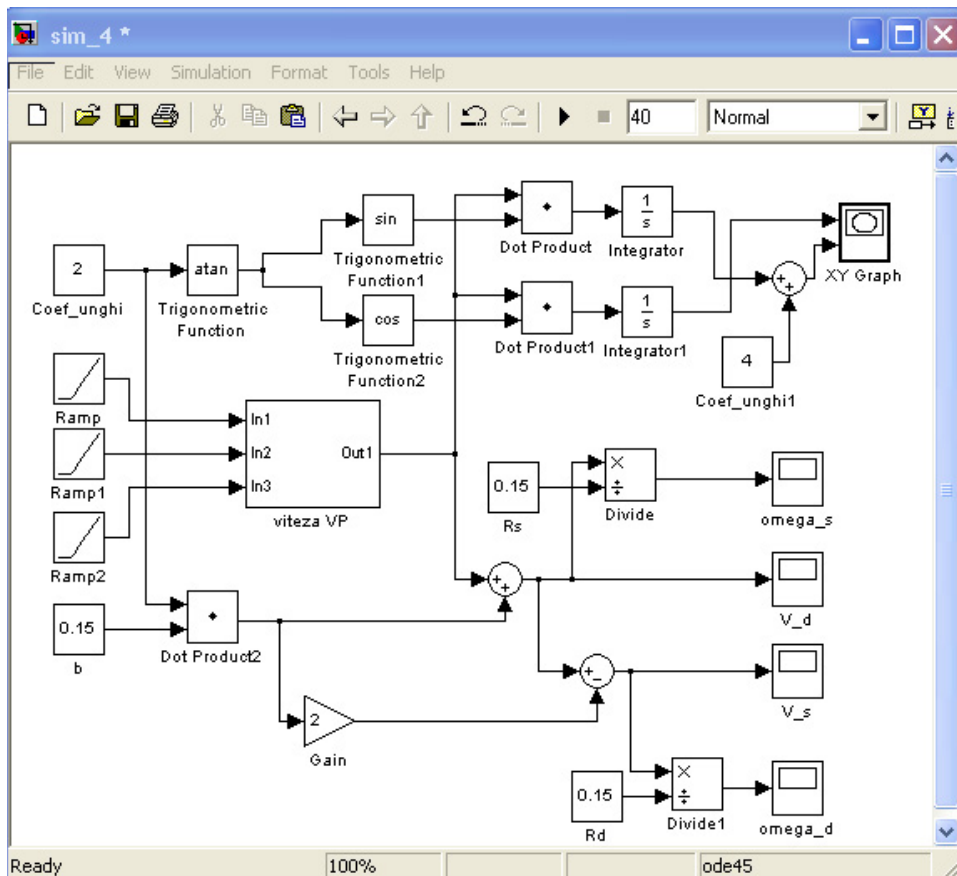 sim_4 *
File Edit View Simulation Format Tools Help
40 Normal
sin
Trigonometric
Function1
Dot Product
1
s
Integrator
XY Graph
2
Coef_unghi
atan
Trigonometric
Function
cos
Trigonometric
Function2
Dot Product1
1
s
Integrator1
+
+
4
Coef_unghi1
Ramp
Ramp1
Ramp2
In1
In2
In3
Out1
viteza VP
0.15
Rs
×
÷
Divide
omega_s
+
+
V_d
0.15
b
Dot Product2
+
-
V_s
2
Gain
0.15
Rd
×
÷
Divide1
omega_d
Ready 100% ode45